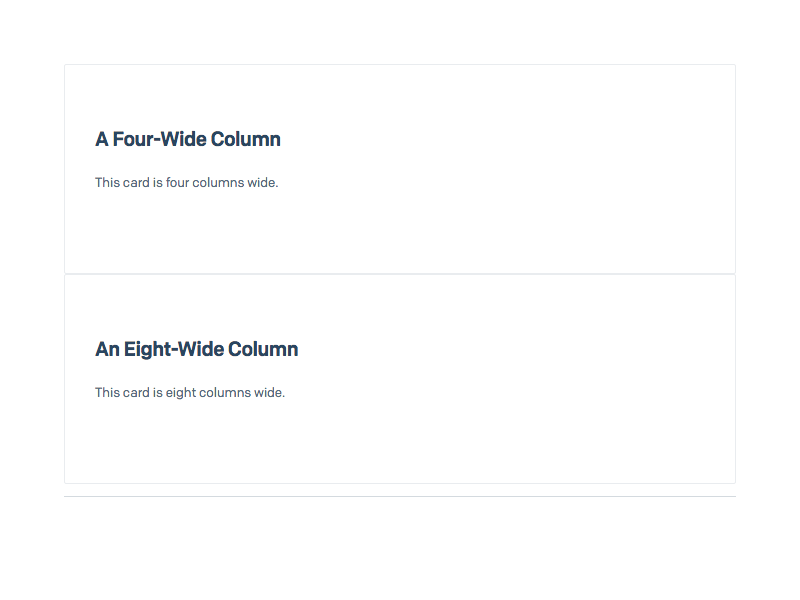 A Four-Wide Column
This card is four columns wide.
An Eight-Wide Column
This card is eight columns wide.